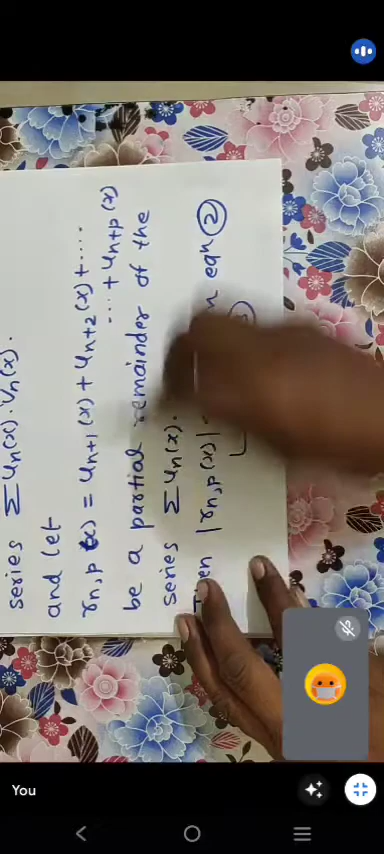 series Σ un(x). vn(x).
and let
rn,p (x) = un+1(x) + un+2(x) + ....
... + un+p(x)
be a partial remainder of the
series Σ un(x).
Then |rn,p(x)| eqn ②
You